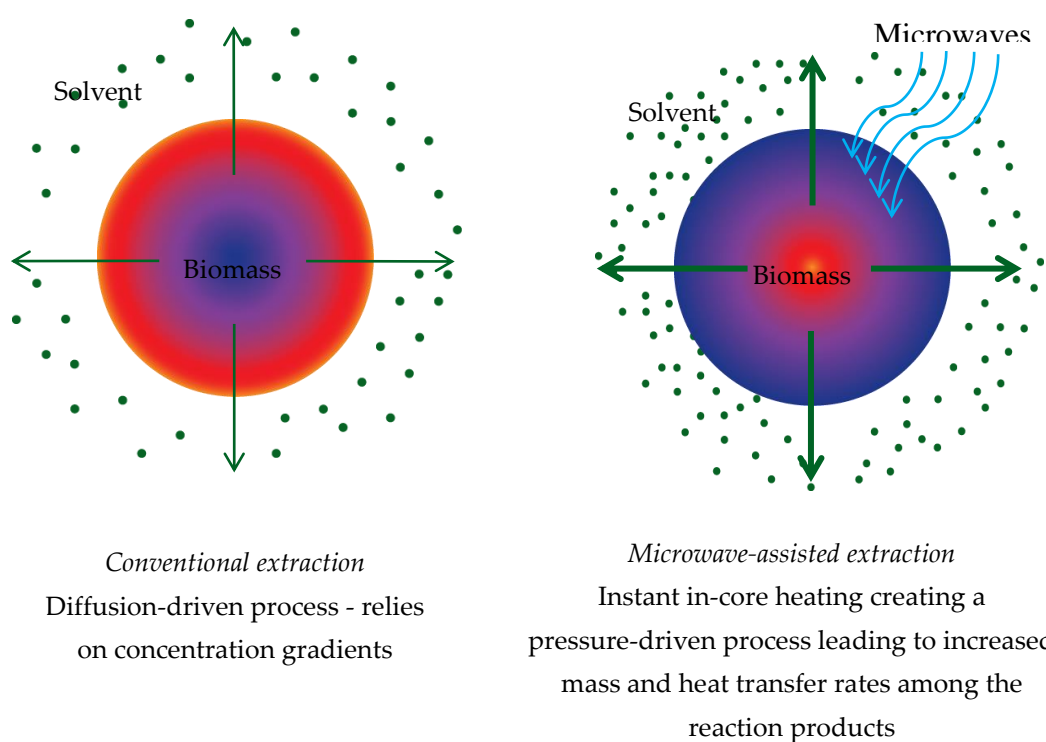 Solvent
Biomass
Conventional extraction
Diffusion-driven process - relies
on concentration gradients
Microwaves
Solvent
Biomass
Microwave-assisted extraction
Instant in-core heating creating a
pressure-driven process leading to increased
mass and heat transfer rates among the
reaction products